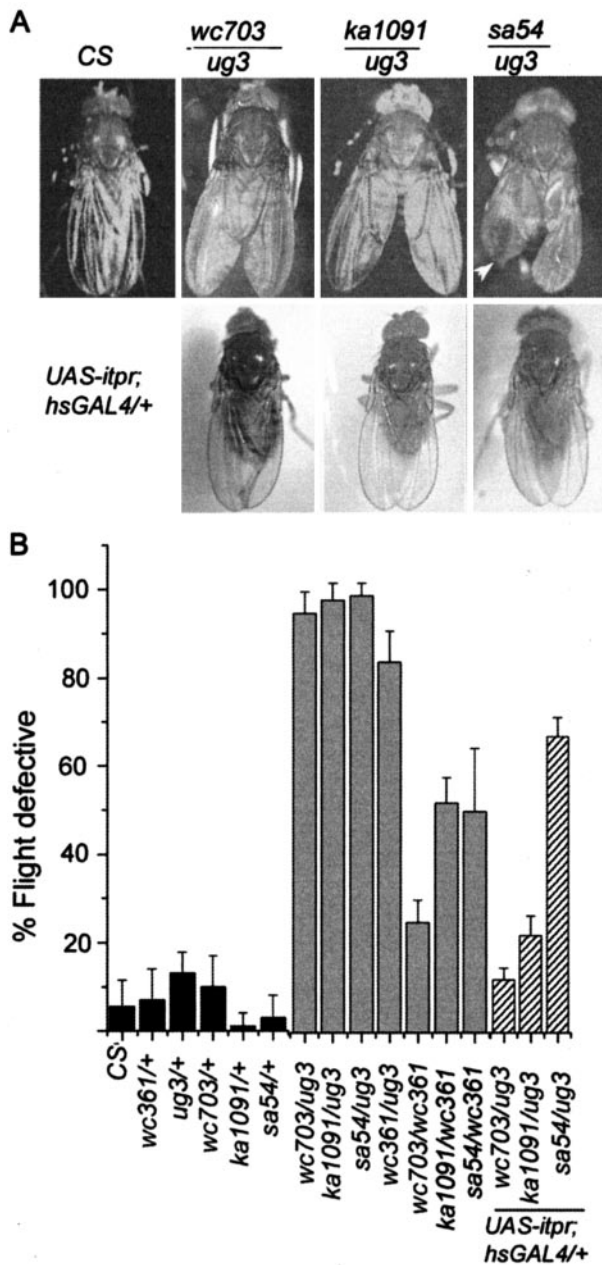 A
CS
wc703
ug3
ka1091
ug3
sa54
ug3
UAS-itpr;
hsGAL4/+
B
% Flight defective
100
80
60
40
20
CS
wc361/+
ug3/+
wc703/+
ka1091/+
sa54/+
wc703/ug3
ka1091/ug3
sa54/ug3
wc361/ug3
wc703/wc361
ka1091/wc361
sa54/wc361
wc703/ug3
ka1091/ug3
sa54/ug3
UAS-itpr;
hsGAL4/+